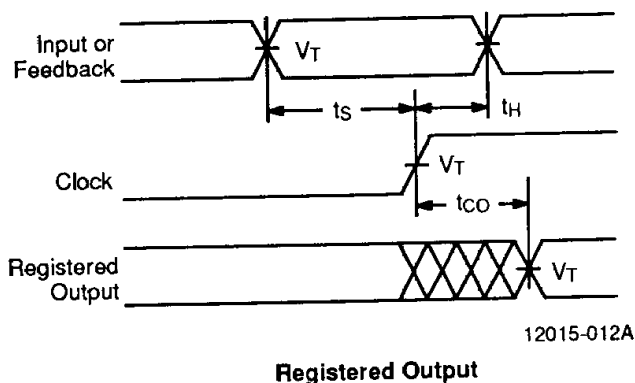 Input or
Feedback
VT
tS
tH
Clock
VT
tCO
Registered
Output
VT
12015-012A
Registered Output